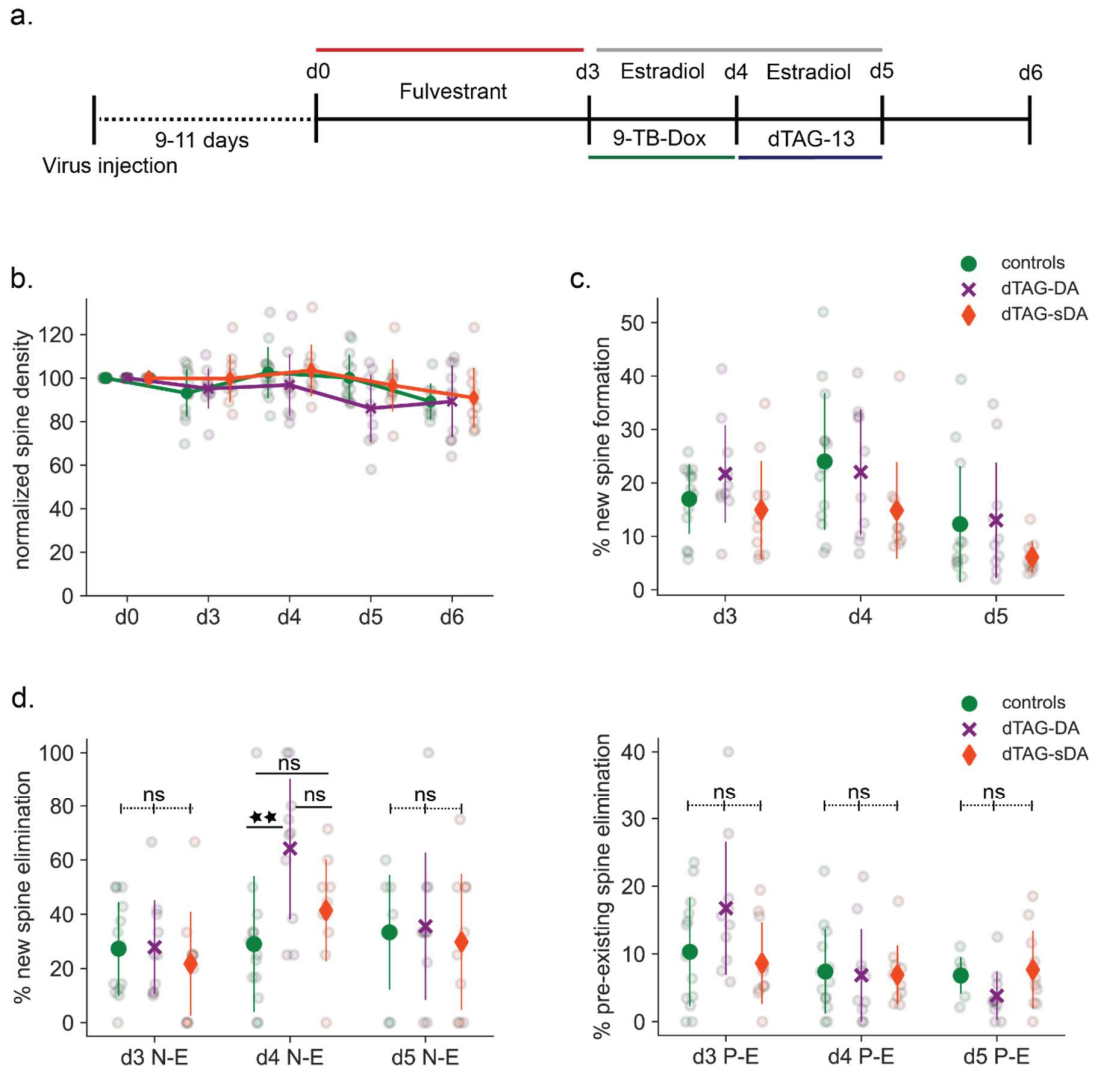 a.
d0 d3 Estradiol d4 Estradiol d5 d6
Fulvestrant
9-11 days 9-TB-Dox dTAG-13
Virus injection
b.
normalized spine density
120
100
80
60
40
20
0
d0 d3 d4 d5 d6
c.
controls
dTAG-DA
dTAG-sDA
% new spine formation
50
40
30
20
10
0
d3 d4 d5
d.
% new spine elimination
100
80
60
40
20
0
ns ns ns ns
d3 N-E d4 N-E d5 N-E
controls
dTAG-DA
dTAG-sDA
% pre-existing spine elimination
40
30
20
10
0
ns ns ns
d3 P-E d4 P-E d5 P-E